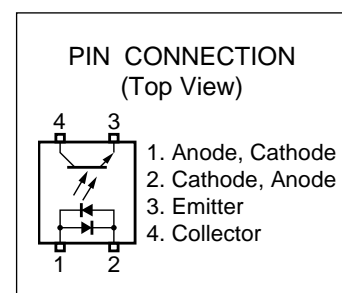 PIN CONNECTION
(Top View)
4 3
1. Anode, Cathode
2. Cathode, Anode
3. Emitter
4. Collector
1 2